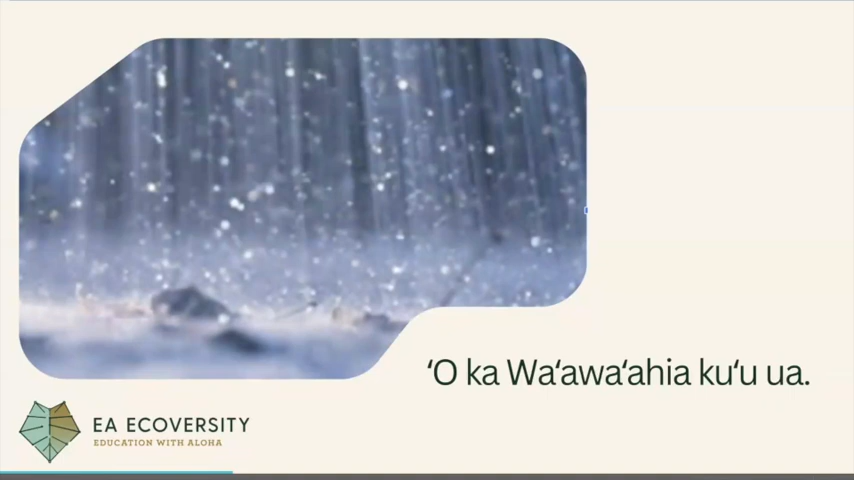 ʻO ka Waʻawaʻahia kuʻu ua.
EA ECOVERSITY
EDUCATION WITH ALOHA